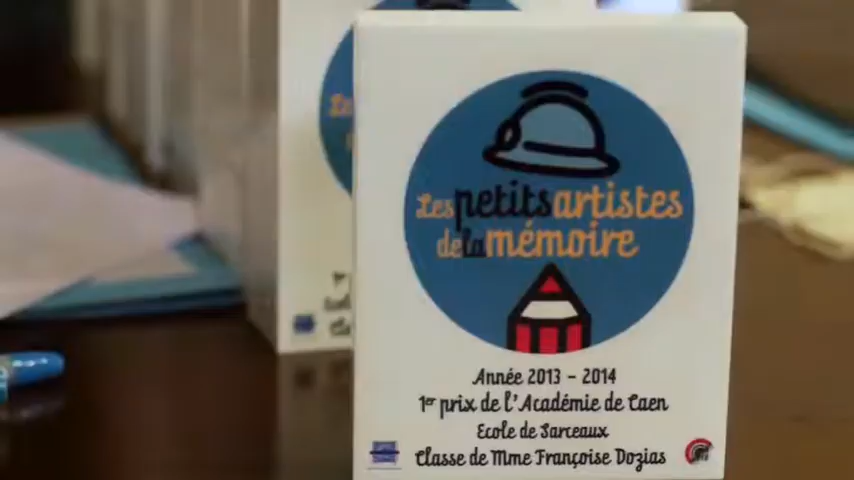 Les petits artistes
de la mémoire
Année 2013 - 2014
1er prix de l'Académie de Caen
Ecole de Sarceaux
Classe de Mme Françoise Dozias
Le